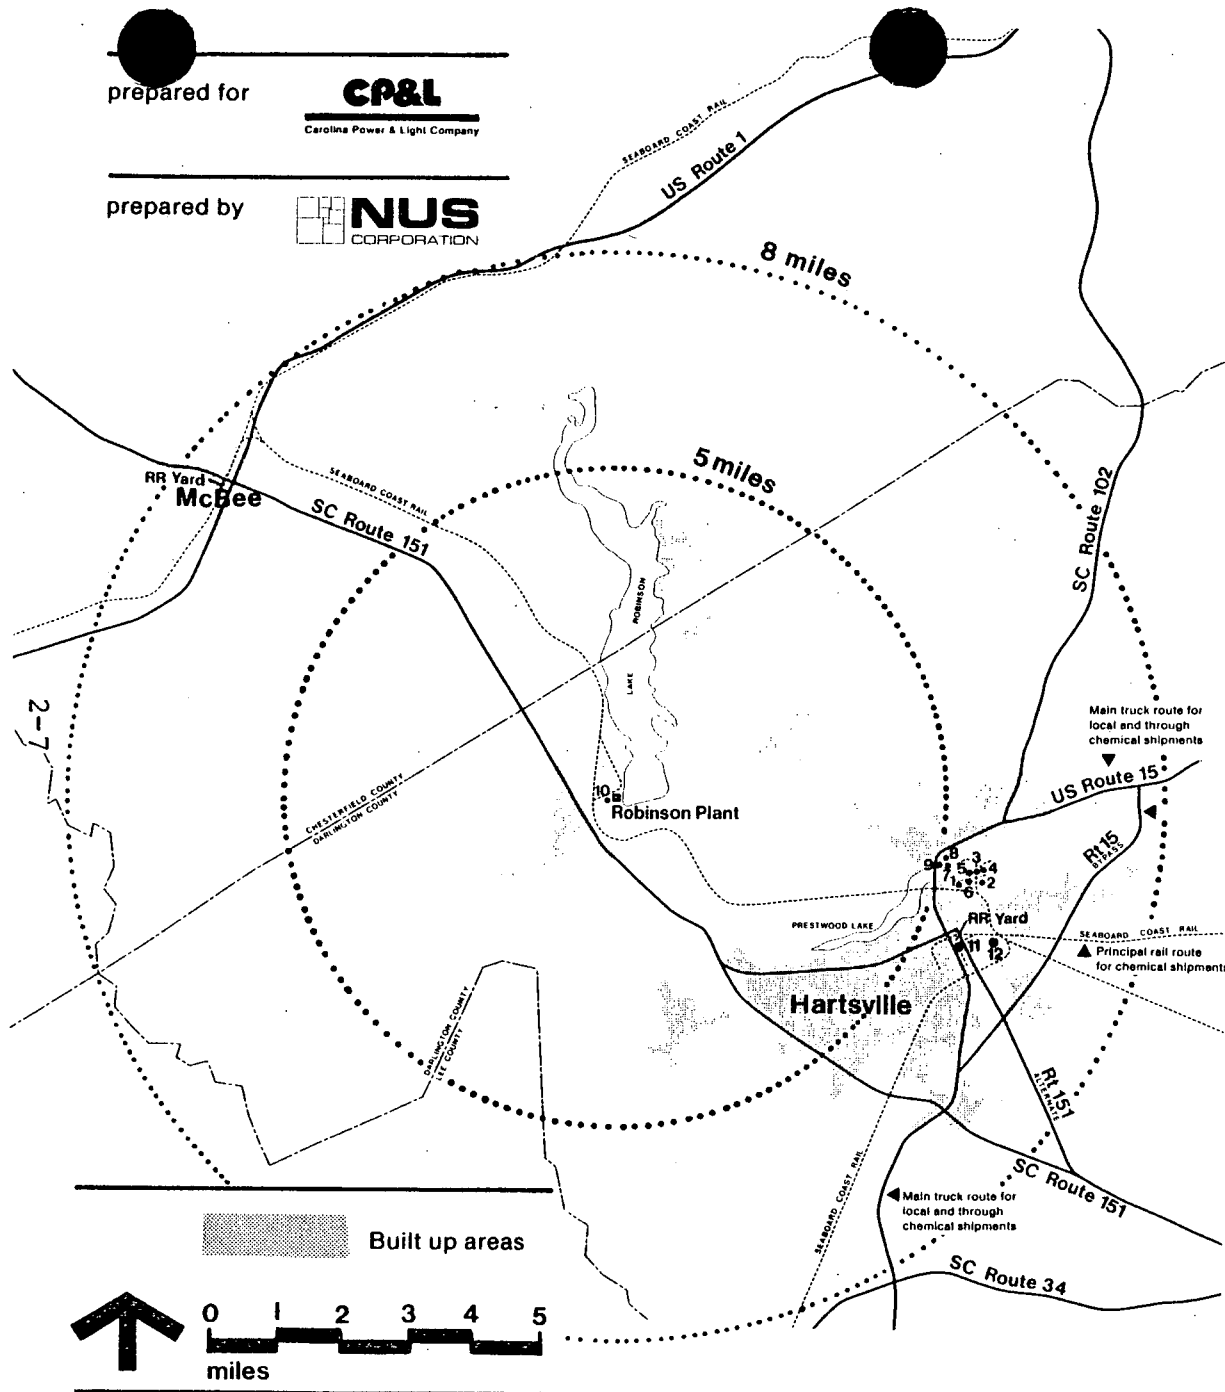 prepared for
CP&L
Carolina Power & Light Company
prepared by
NUS
CORPORATION
SEABOARD COAST RAIL
US Route 1
8 miles
5 miles
RR Yard
McBee
SEABOARD COAST RAIL
SC Route 151
SC Route 102
ROBINSON
LAKE
2-7
CHESTERFIELD COUNTY
DARLINGTON COUNTY
10
Robinson Plant
Main truck route for
local and through
chemical shipments
US Route 15
Rt 15
BYPASS
8
9
3
5
4
7
1
2
6
PRESTWOOD LAKE
RR Yard
SEABOARD COAST RAIL
11
12
Principal rail route
for chemical shipments
Hartsville
DARLINGTON COUNTY
LEE COUNTY
Rt 151
ALTERNATE
SC Route 151
SEABOARD COAST RAIL
Main truck route for
local and through
chemical shipments
SC Route 34
Built up areas
0 1 2 3 4 5
miles